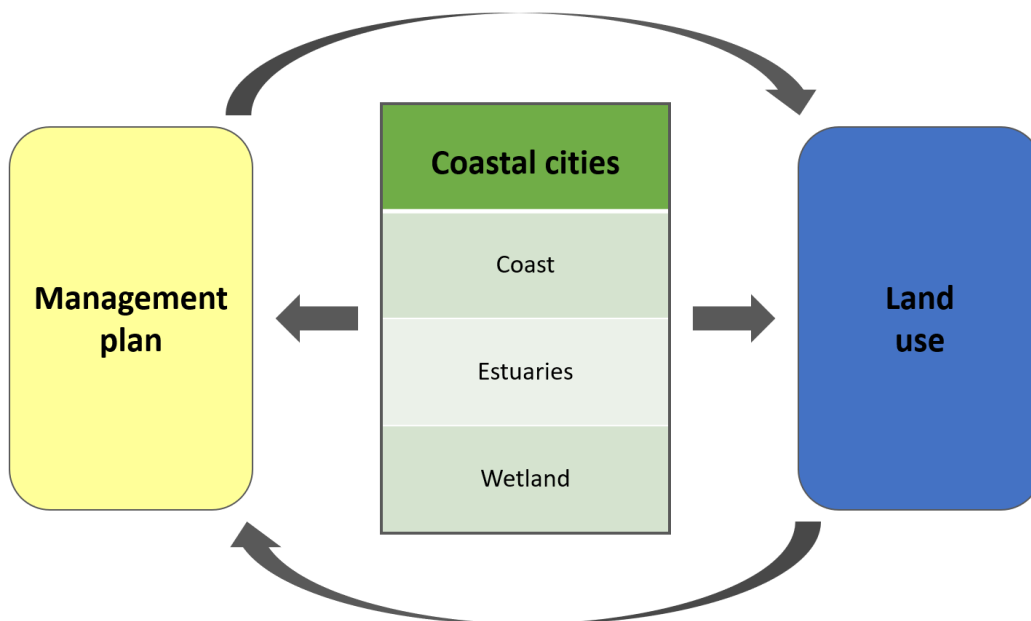 Coastal cities
Coast
Estuaries
Wetland
Management
plan
Land
use